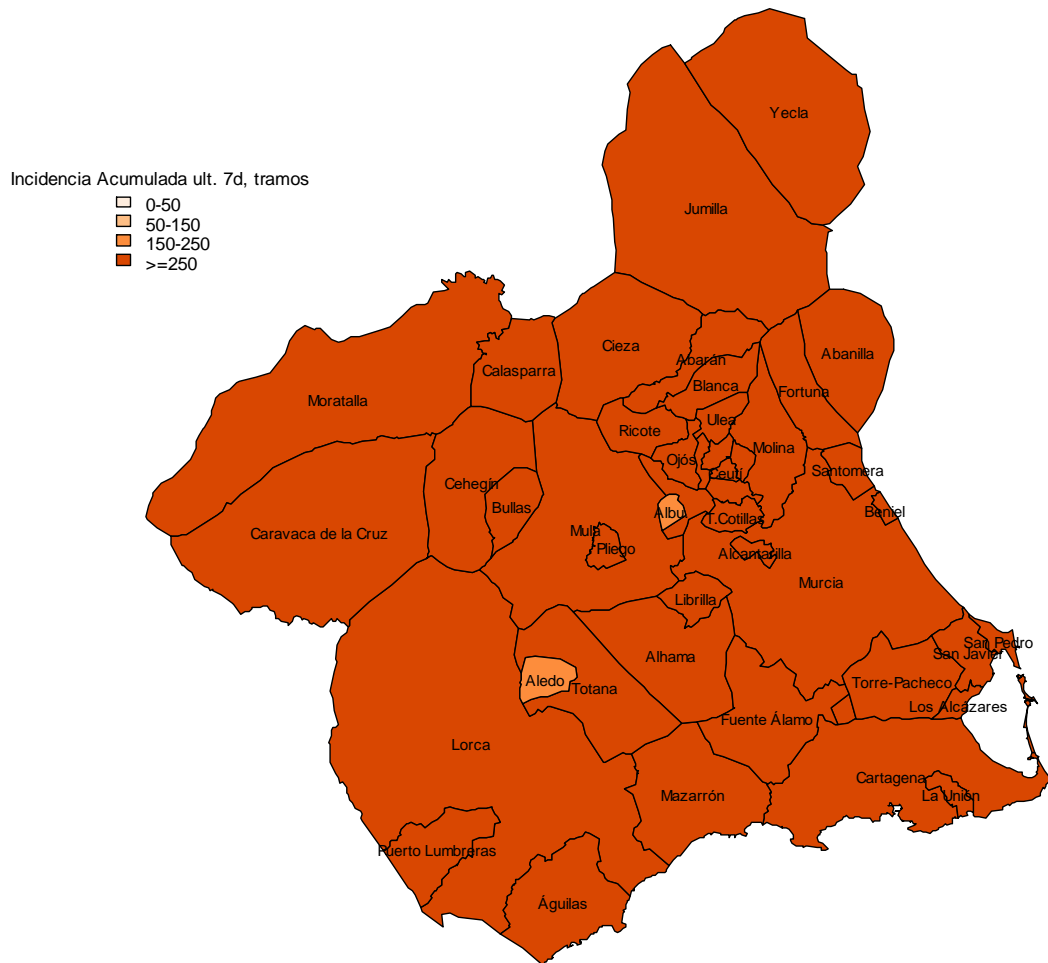 Yecla
Incidencia Acumulada ult. 7d, tramos
0-50
50-150
150-250
>=250
Jumilla
Cieza
Abarán
Abanilla
Calasparra
Blanca
Fortuna
Moratalla
Ulea
Ricote
Molina
Ojós
Ceutí
Santomera
Cehegín
Bullas
Albu.
T.Cotillas
Beniel
Caravaca de la Cruz
Mula
Pliego
Alcantarilla
Murcia
Librilla
San Pedro
San Javier
Alhama
Aledo
Totana
Torre-Pacheco
Los Alcázares
Fuente Álamo
Lorca
Cartagena
Mazarrón
La Unión
Puerto Lumbreras
Águilas